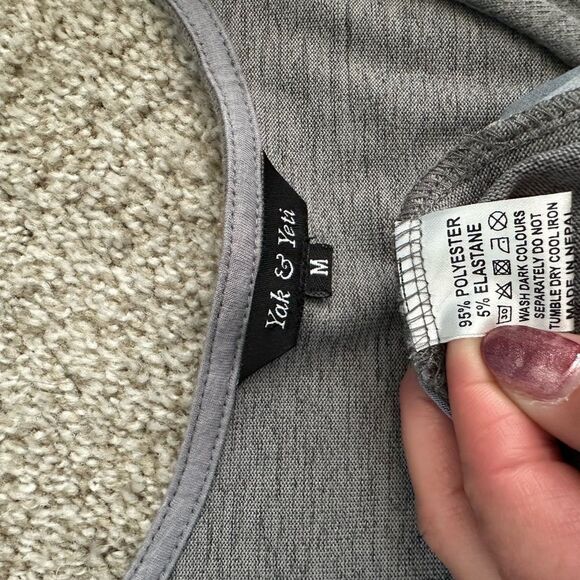 Yak & Yeti
M
95% POLYESTER
5% ELASTANE
30
WASH DARK COLOURS
SEPARATELY DO NOT
TUMBLE DRY COOL IRON
MADE IN NEPAL